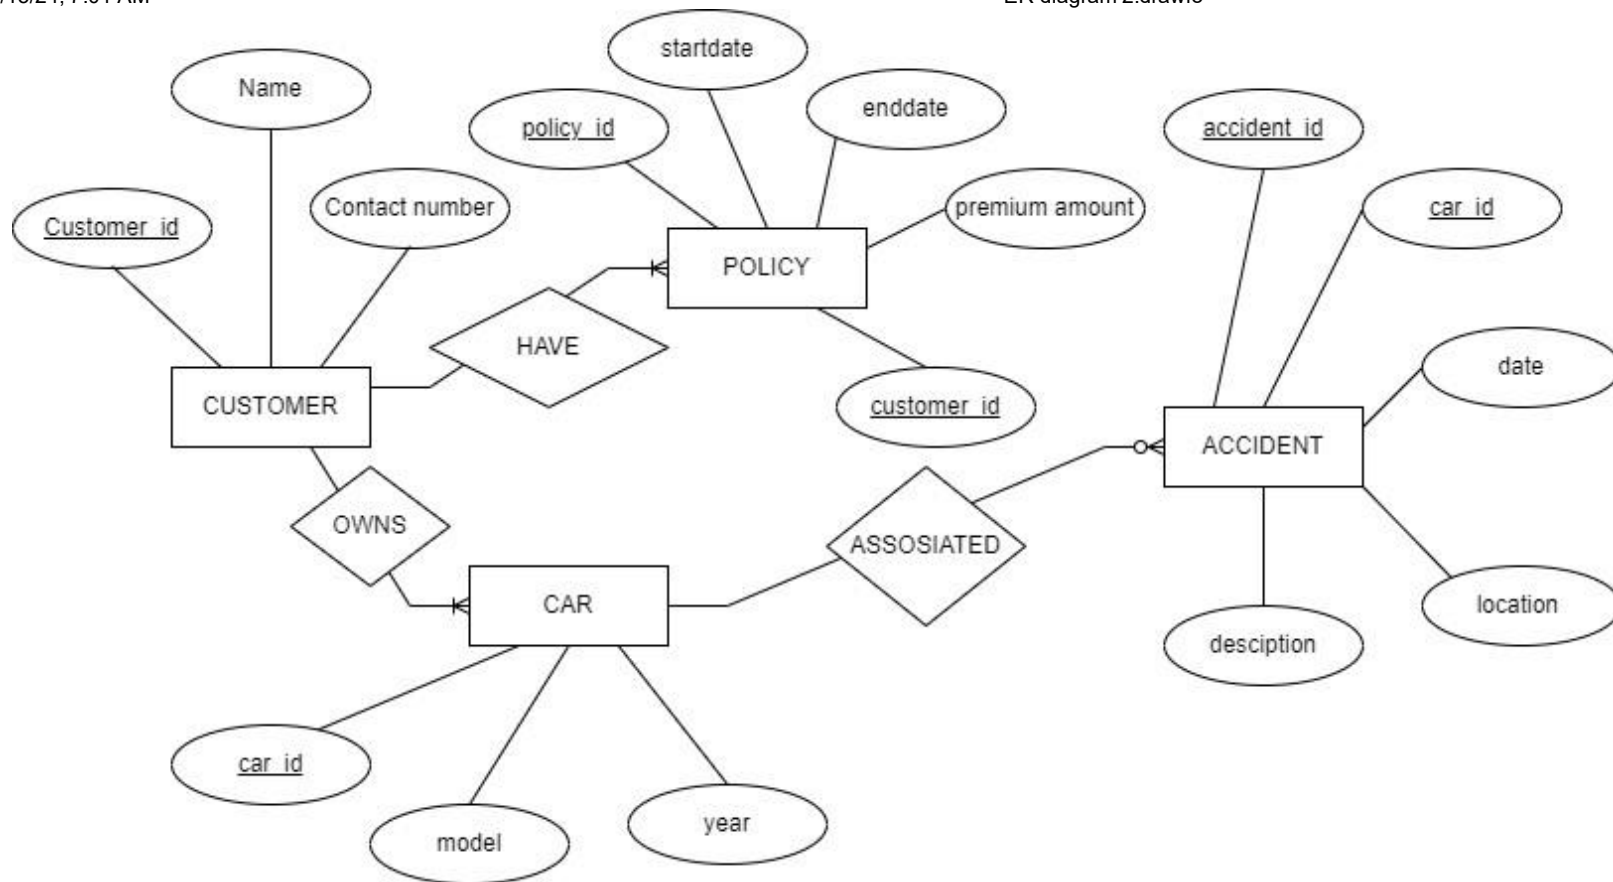 ER diagram 2.drawio
startdate
Name
enddate
policy_id
accident_id
Customer_id
Contact number
premium amount
car_id
POLICY
HAVE
CUSTOMER
customer_id
date
ACCIDENT
OWNS
ASSOSIATED
CAR
location
desciption
car_id
model
year